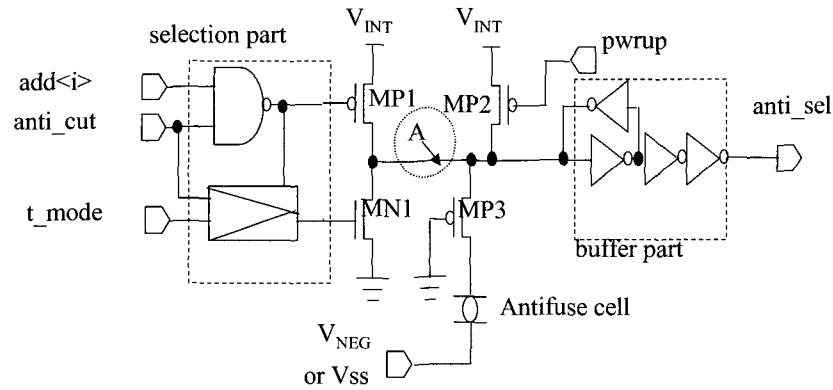 selection part
V_INT
V_INT
pwrup
add<i>
MP1
MP2
anti_cut
A
anti_sel
t_mode
MN1
MP3
buffer part
Antifuse cell
V_NEG
or Vss